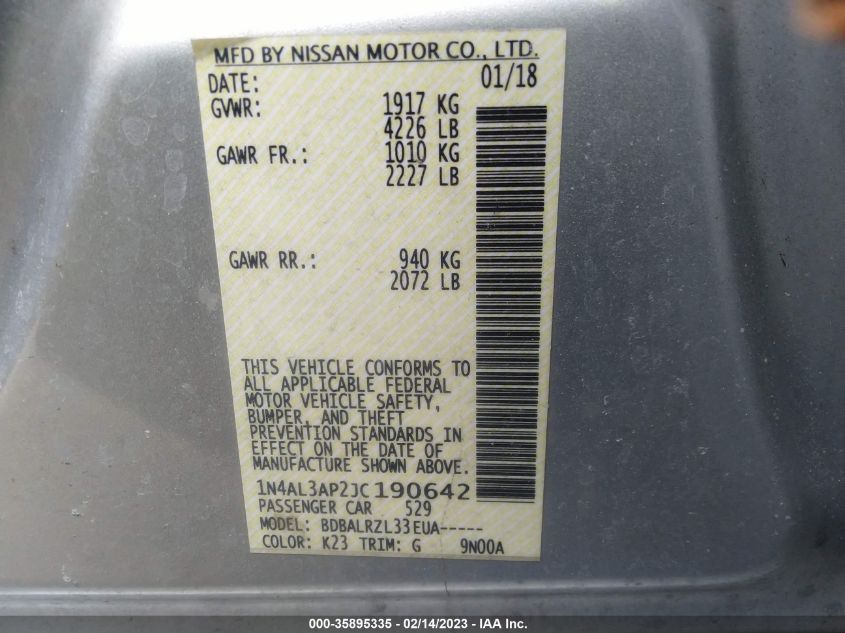 MFD BY NISSAN MOTOR CO., LTD.
DATE: 01/18
GVWR: 1917 KG
4226 LB
GAWR FR.: 1010 KG
2227 LB
GAWR RR.: 940 KG
2072 LB
THIS VEHICLE CONFORMS TO
ALL APPLICABLE FEDERAL
MOTOR VEHICLE SAFETY,
BUMPER, AND THEFT
PREVENTION STANDARDS IN
EFFECT ON THE DATE OF
MANUFACTURE SHOWN ABOVE.
1N4AL3AP2JC190642
PASSENGER CAR 529
MODEL: BDBALRZL33EUA-----
COLOR: K23 TRIM: G 9N00A
000-35895335 - 02/14/2023 - © IAA, Inc.